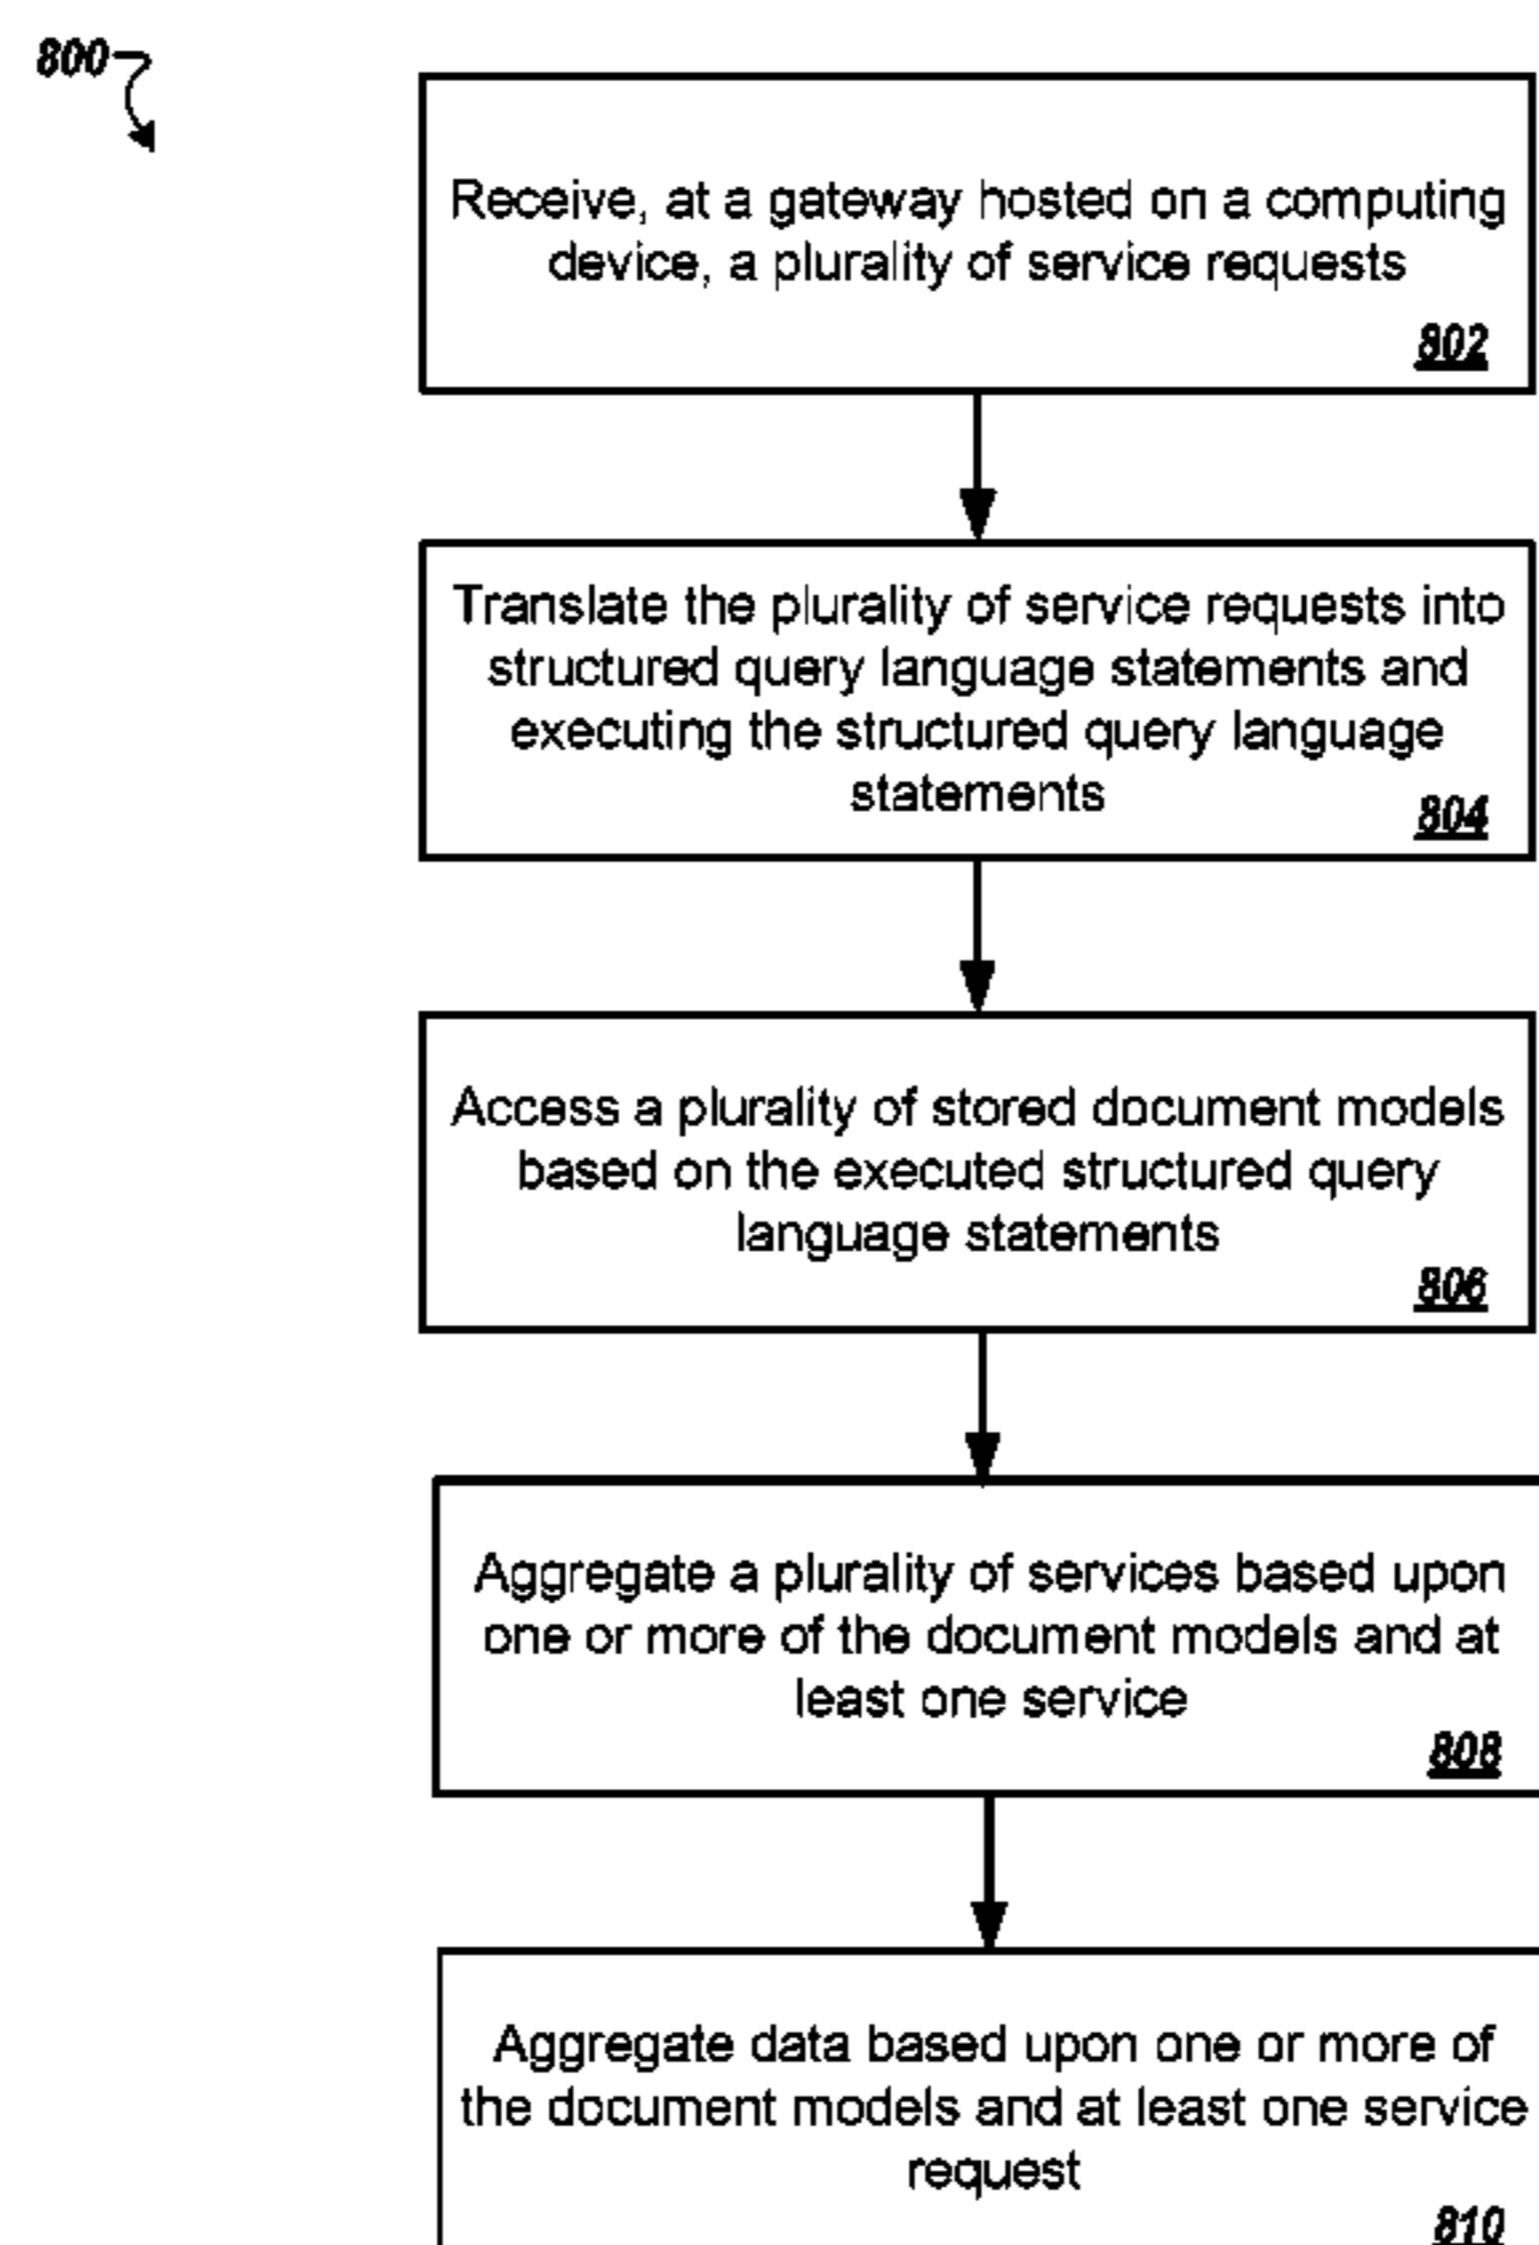 800
Receive, at a gateway hosted on a computing
device, a plurality of service requests
802
Translate the plurality of service requests into
structured query language statements and
executing the structured query language
statements
804
Access a plurality of stored document models
based on the executed structured query
language statements
806
Aggregate a plurality of services based upon
one or more of the document models and at
least one service
808
Aggregate data based upon one or more of
the document models and at least one service
request
810